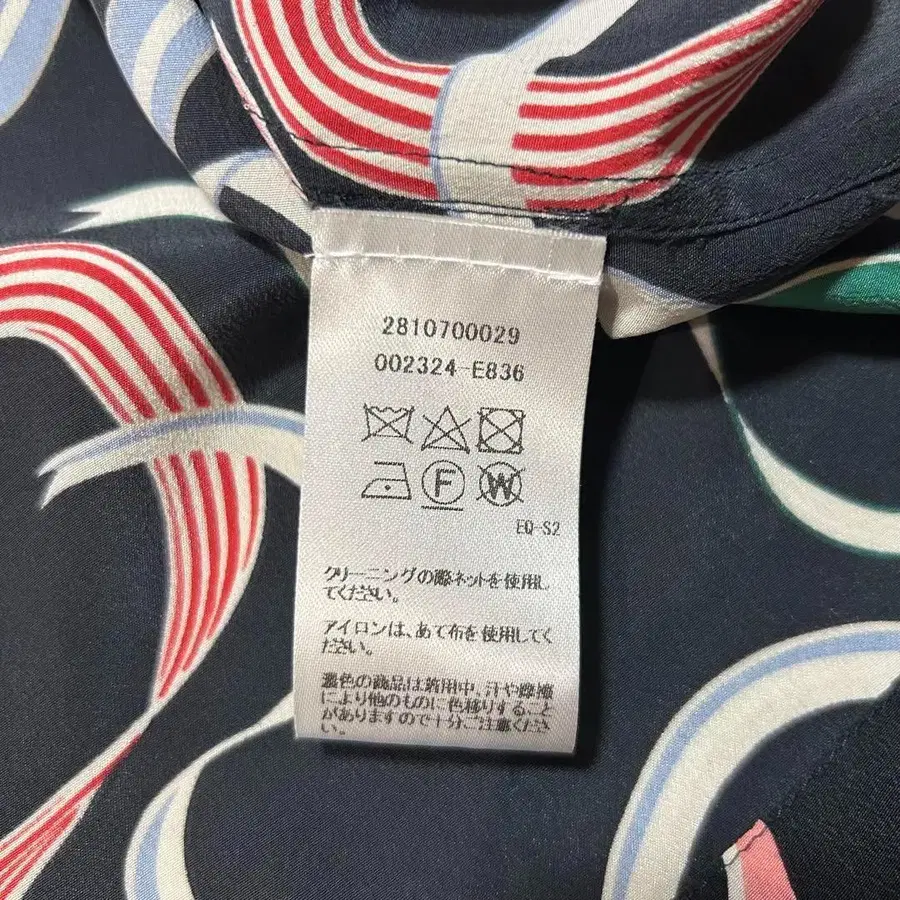 2810700029
002324-E836
F
W
EQ-S2
クリーニングの際ネットを使用し
てください。
アイロンは、あて布を使用してく
ださい。
濃色の商品は着用中、汗や摩擦
により他のものに色移りすること
がありますので十分ご注意くださ
い。